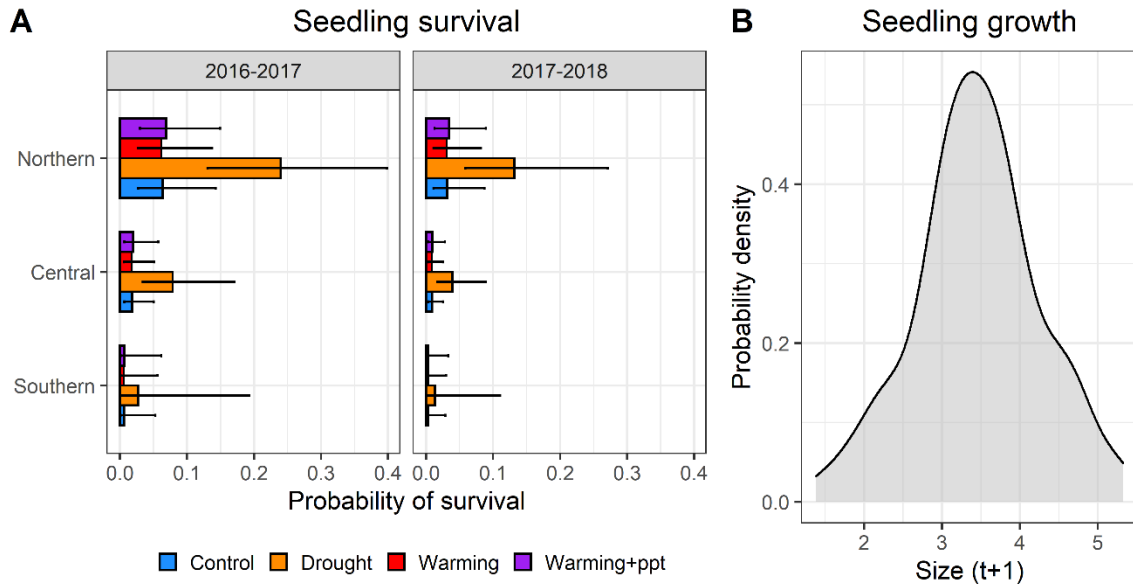 A
Seedling survival
2016-2017
2017-2018
Northern
Central
Southern
0.0 0.1 0.2 0.3 0.4
0.0 0.1 0.2 0.3 0.4
Probability of survival
Control Drought Warming Warming+ppt
B
Seedling growth
Probability density
0.4
0.2
0.0
2 3 4 5
Size (t+1)